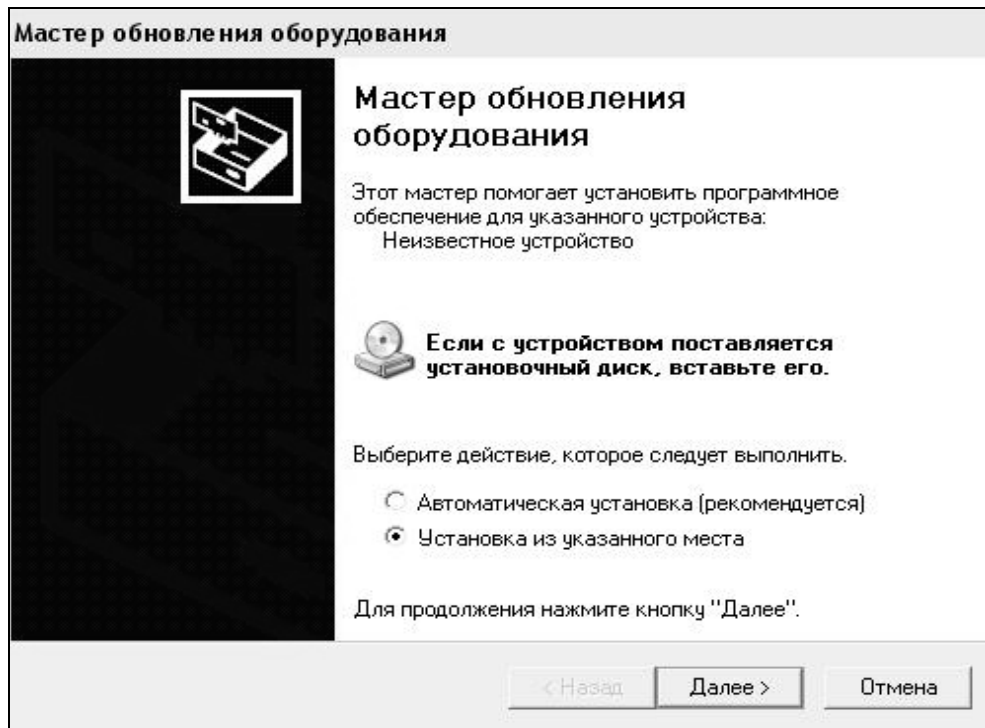 Мастер обновления оборудования
Мастер обновления
оборудования
Этот мастер помогает установить программное
обеспечение для указанного устройства:
Неизвестное устройство
Если с устройством поставляется
установочный диск, вставьте его.
Выберите действие, которое следует выполнить.
Автоматическая установка (рекомендуется)
Установка из указанного места
Для продолжения нажмите кнопку "Далее".
< Назад Далее > Отмена